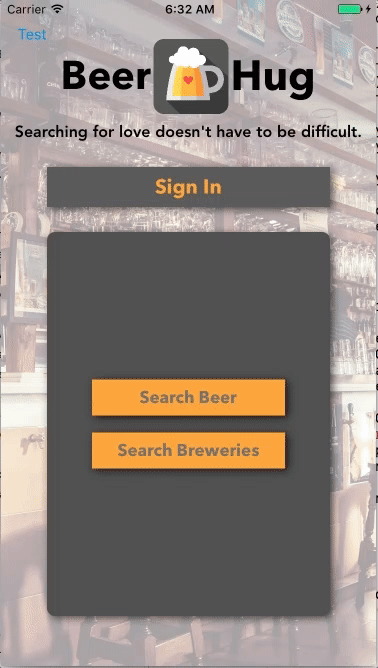 Carrier 6:32 AM
Test
Beer Hug
Searching for love doesn't have to be difficult.
Sign In
Search Beer
Search Breweries